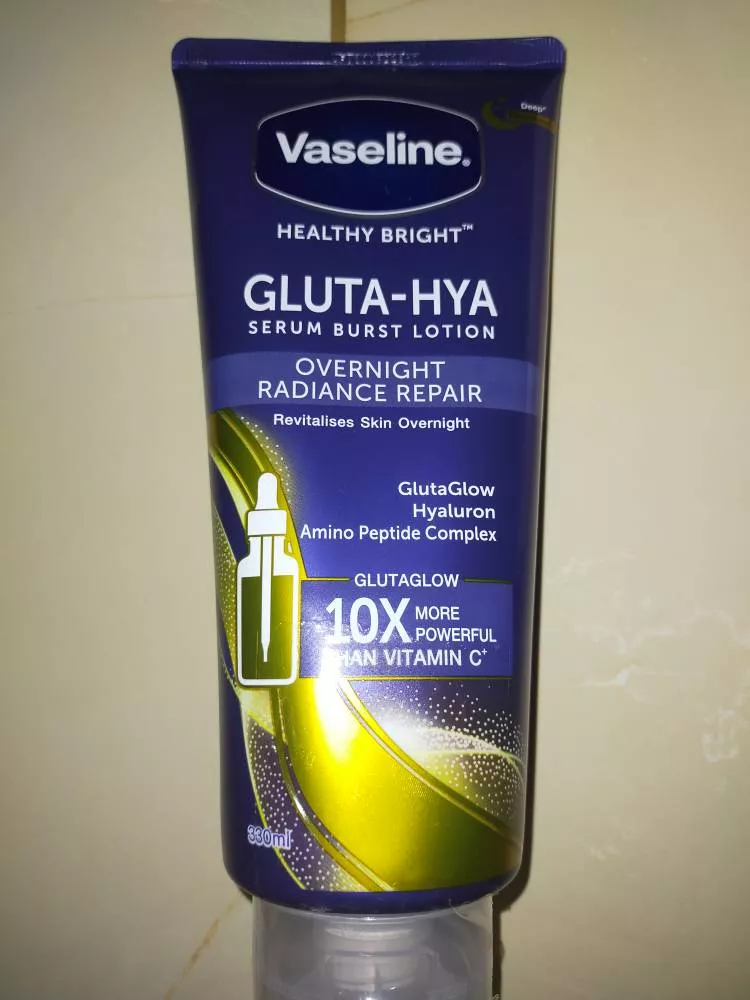 Deep*
Vaseline.
HEALTHY BRIGHT™
GLUTA-HYA
SERUM BURST LOTION
OVERNIGHT
RADIANCE REPAIR
Revitalises Skin Overnight
GlutaGlow
Hyaluron
Amino Peptide Complex
GLUTAGLOW
10X MORE
POWERFUL
THAN VITAMIN C⁺
330ml